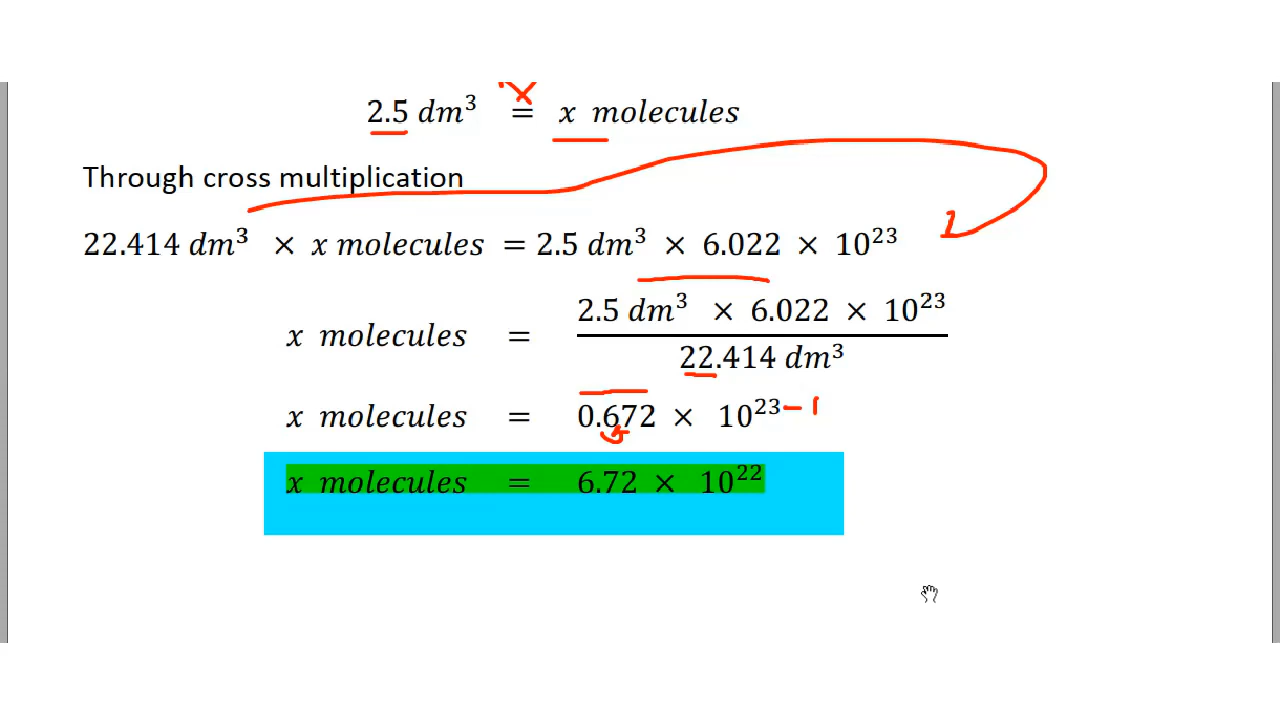 2.5 dm³ = x molecules
Through cross multiplication
22.414 dm³ × x molecules = 2.5 dm³ × 6.022 × 10²³
x molecules = 2.5 dm³ × 6.022 × 10²³ / 22.414 dm³
x molecules = 0.672 × 10²³ − 1
x molecules = 6.72 × 10²²